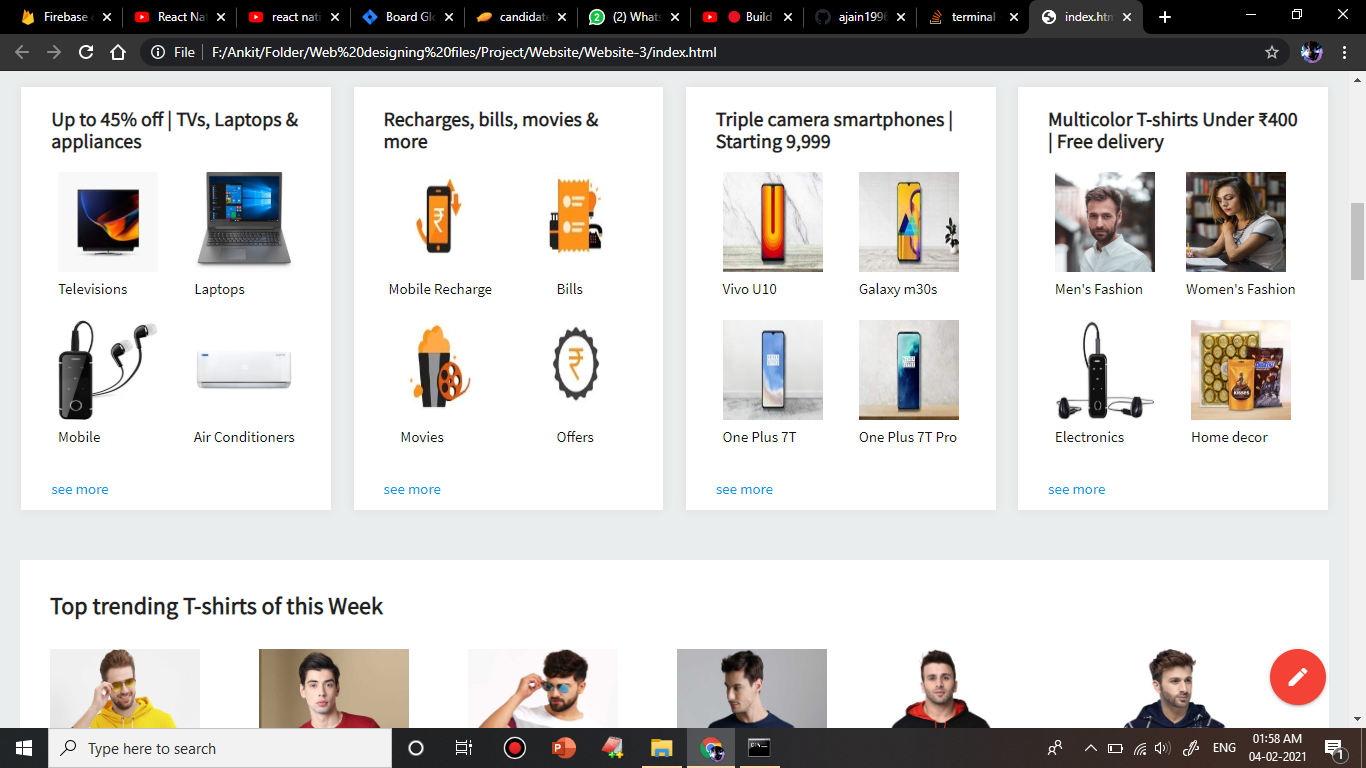 Firebase c
React Nat
react nati
Board Glo
candidate
(2) Whats
Build
ajain1996
terminal
index.htm
File
F:/Ankit/Folder/Web%20designing%20files/Project/Website/Website-3/index.html
Up to 45% off | TVs, Laptops &
appliances
Televisions
Laptops
Mobile
Air Conditioners
see more
Recharges, bills, movies &
more
Mobile Recharge
Bills
Movies
Offers
see more
Triple camera smartphones |
Starting 9,999
Vivo U10
Galaxy m30s
One Plus 7T
One Plus 7T Pro
see more
Multicolor T-shirts Under ₹400
| Free delivery
Men's Fashion
Women's Fashion
KISSES
Electronics
Home decor
see more
Top trending T-shirts of this Week
Type here to search
ENG
01:58 AM
04-02-2021
1